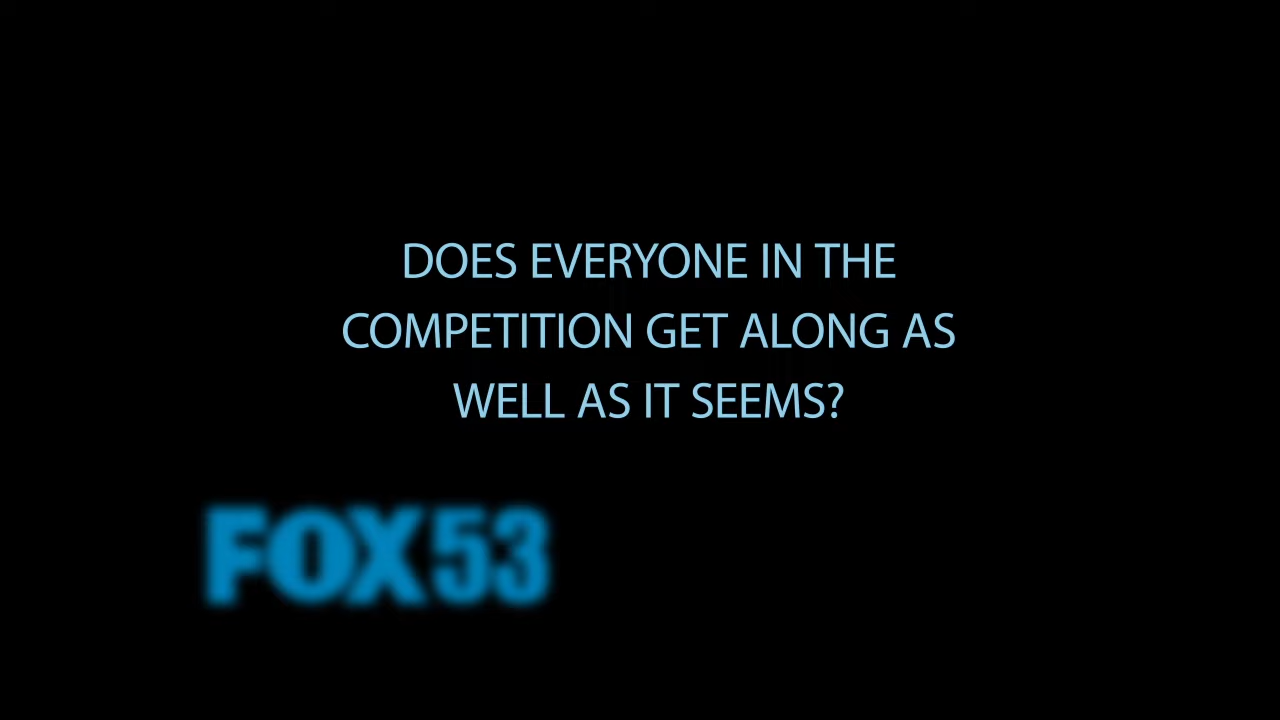 DOES EVERYONE IN THE
COMPETITION GET ALONG AS
WELL AS IT SEEMS?
FOX53